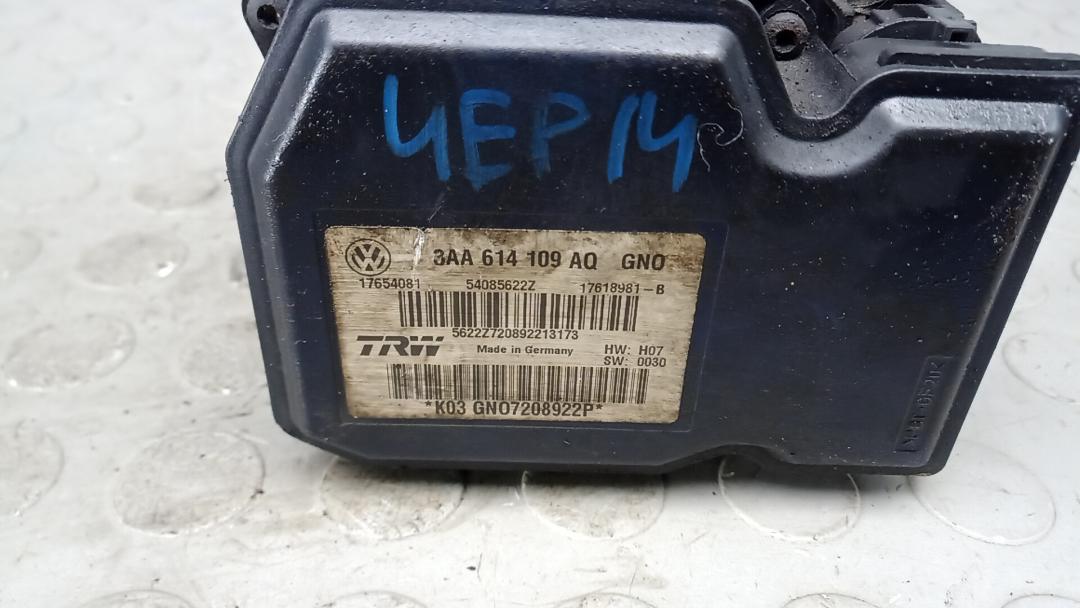 ЧЕР 14
VW 3AA 614 109 AQ GNO
17654081 54085622Z 17618981-B
5622Z720892213173
TRW Made in Germany HW: H07
SW: 0030
*K03 GNO7208922P*